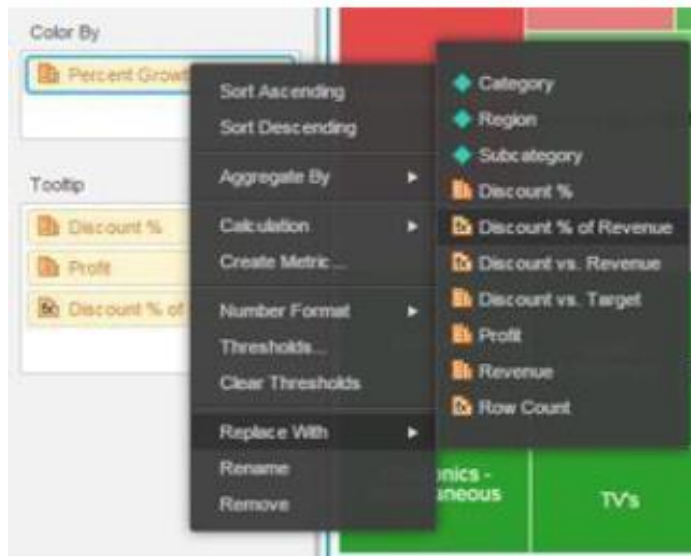 Color By
Percent Growt
Tooltip
Discount %
Profit
Discount % of
Sort Ascending
Sort Descending
Aggregate By
Calculation
Create Metric...
Number Format
Thresholds...
Clear Thresholds
Replace With
Rename
Remove
Category
Region
Subcategory
Discount %
Discount % of Revenue
Discount vs. Revenue
Discount vs. Target
Profit
Revenue
Row Count
onics -
aneous
TV's